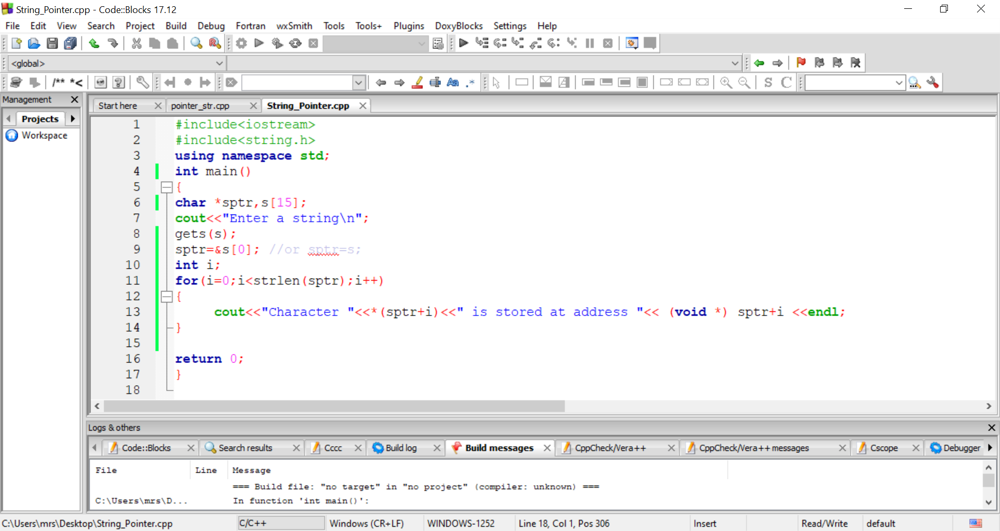 String_Pointer.cpp - Code::Blocks 17.12
File Edit View Search Project Build Debug Fortran wxSmith Tools Tools+ Plugins DoxyBlocks Settings Help
<global>
/** *<
Aa .*
S C
Management
Projects
Workspace
Start here pointer_str.cpp String_Pointer.cpp
1 #include<iostream>
2 #include<string.h>
3 using namespace std;
4 int main()
5 {
6 char *sptr,s[15];
7 cout<<"Enter a string\n";
8 gets(s);
9 sptr=&s[0]; //or sptr=s;
10 int i;
11 for(i=0;i<strlen(sptr);i++)
12 {
13 cout<<"Character "<<*(sptr+i)<<" is stored at address "<< (void *) sptr+i <<endl;
14 }
15
16 return 0;
17 }
18
Logs & others
Code::Blocks Search results Cccc Build log Build messages CppCheck/Vera++ CppCheck/Vera++ messages Cscope Debugger
File Line Message
=== Build file: "no target" in "no project" (compiler: unknown) ===
C:\Users\mrs\D... In function 'int main()':
C:\Users\mrs\Desktop\String_Pointer.cpp C/C++ Windows (CR+LF) WINDOWS-1252 Line 18, Col 1, Pos 306 Insert Read/Write default